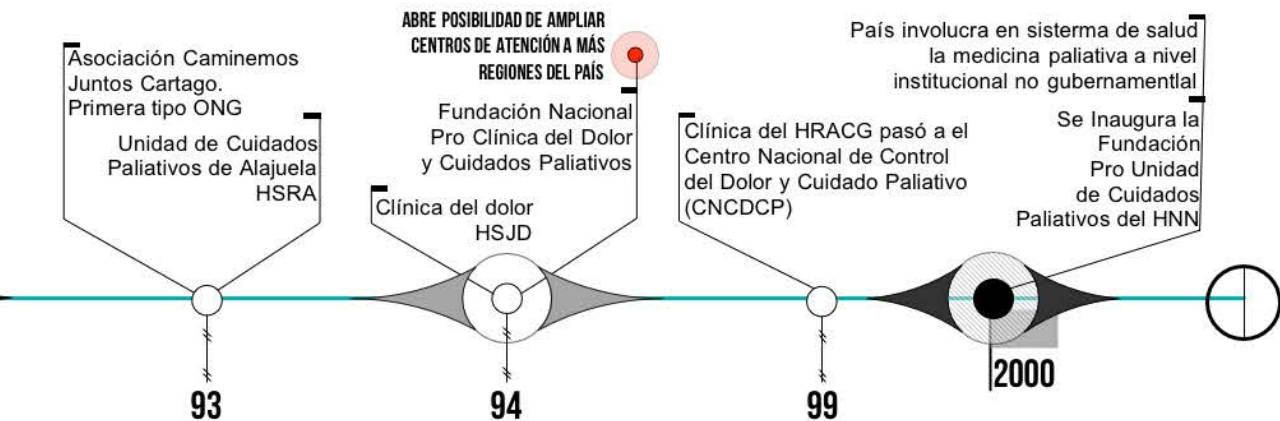 Asociación Caminemos
Juntos Cartago.
Primera tipo ONG
Unidad de Cuidados
Paliativos de Alajuela
HSRA
93
ABRE POSIBILIDAD DE AMPLIAR
CENTROS DE ATENCIÓN A MÁS
REGIONES DEL PAÍS
Fundación Nacional
Pro Clínica del Dolor
y Cuidados Paliativos
Clínica del dolor
HSJD
94
Clínica del HRACG pasó a el
Centro Nacional de Control
del Dolor y Cuidado Paliativo
(CNCDCP)
99
País involucra en sisterma de salud
la medicina paliativa a nivel
institucional no gubernamentlal
Se Inaugura la
Fundación
Pro Unidad
de Cuidados
Paliativos del HNN
2000